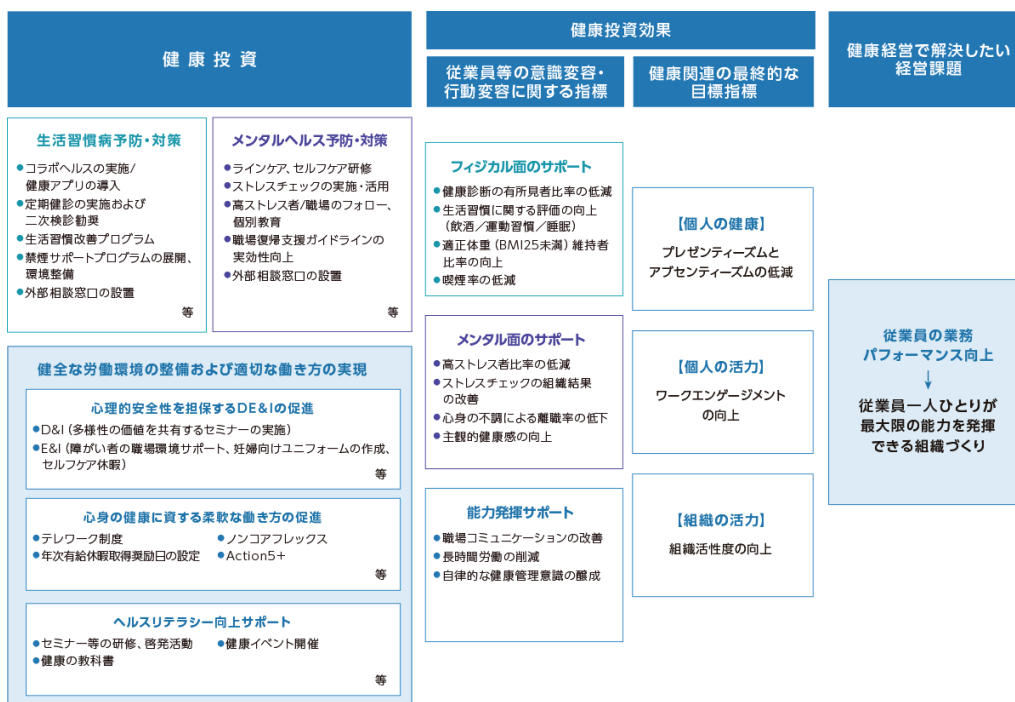 健康投資
健康投資効果
従業員等の意識変容・
行動変容に関する指標
健康関連の最終的な
目標指標
健康経営で解決したい
経営課題
生活習慣病予防・対策
●コラボヘルスの実施/
健康アプリの導入
●定期健診の実施および
二次検診勧奨
●生活習慣改善プログラム
●禁煙サポートプログラムの展開、
環境整備
●外部相談窓口の設置
等
メンタルヘルス予防・対策
●ラインケア、セルフケア研修
●ストレスチェックの実施・活用
●高ストレス者/職場のフォロー、
個別教育
●職場復帰支援ガイドラインの
実効性向上
●外部相談窓口の設置
等
健全な労働環境の整備および適切な働き方の実現
心理的安全性を担保するDE&Iの促進
●D&I（多様性の価値を共有するセミナーの実施）
●E&I（障がい者の職場環境サポート、妊婦向けユニフォームの作成、
セルフケア休暇）
等
心身の健康に資する柔軟な働き方の促進
●テレワーク制度
●ノンコアフレックス
●年次有給休暇取得奨励日の設定
●Action5+
等
ヘルスリテラシー向上サポート
●セミナー等の研修、啓発活動
●健康イベント開催
●健康の教科書
等
フィジカル面のサポート
●健康診断の有所見者比率の低減
●生活習慣に関する評価の向上
（飲酒／運動習慣／睡眠）
●適正体重（BMI25未満）維持者
比率の向上
●喫煙率の低減
メンタル面のサポート
●高ストレス者比率の低減
●ストレスチェックの組織結果
の改善
●心身の不調による離職率の低下
●主観的健康感の向上
能力発揮サポート
●職場コミュニケーションの改善
●長時間労働の削減
●自律的な健康管理意識の醸成
【個人の健康】
プレゼンティーズムと
アブセンティーズムの低減
【個人の活力】
ワークエンゲージメント
の向上
【組織の活力】
組織活性度の向上
従業員の業務
パフォーマンス向上
↓
従業員一人ひとりが
最大限の能力を発揮
できる組織づくり